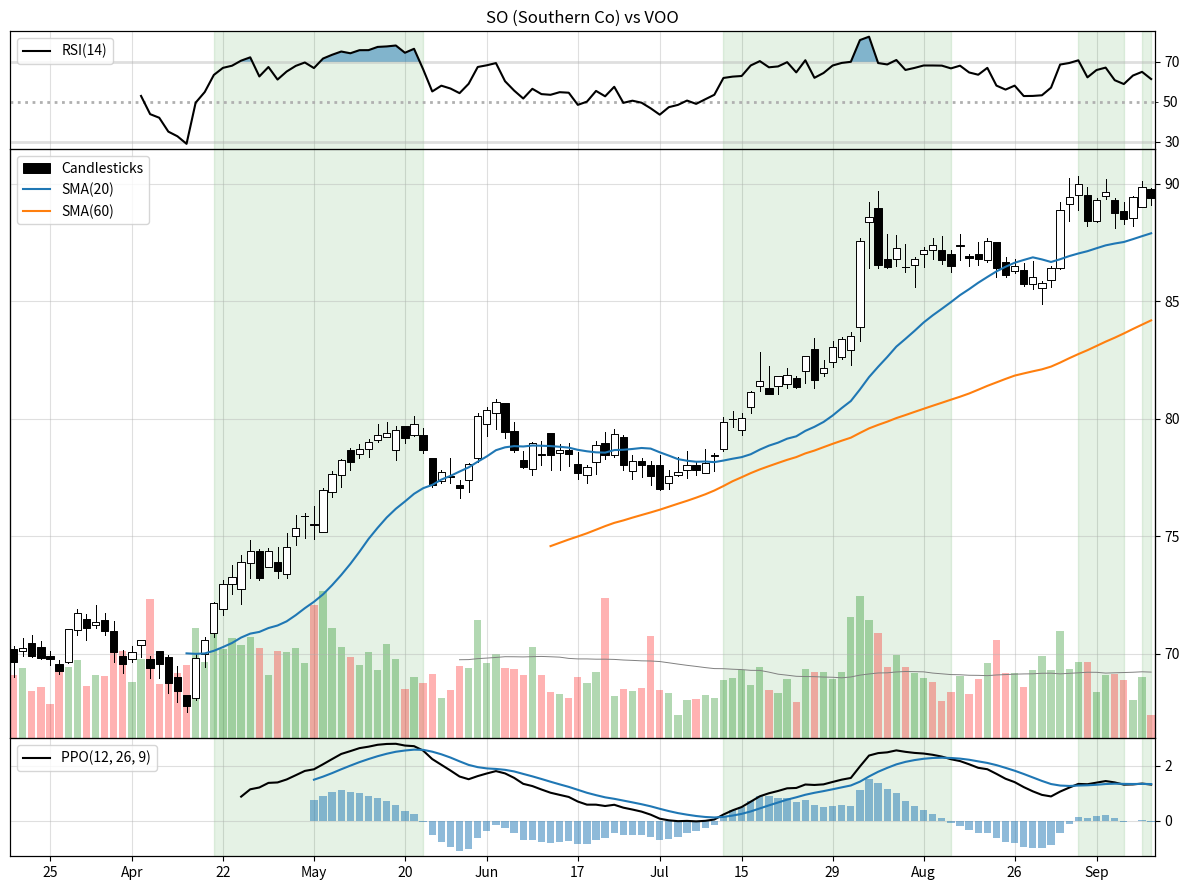 SO (Southern Co) vs VOO
RSI(14)
70
50
30
Candlesticks
SMA(20)
SMA(60)
90
85
80
75
70
PPO(12, 26, 9)
2
0
25 Apr 22 May 20 Jun 17 Jul 15 29 Aug 26 Sep